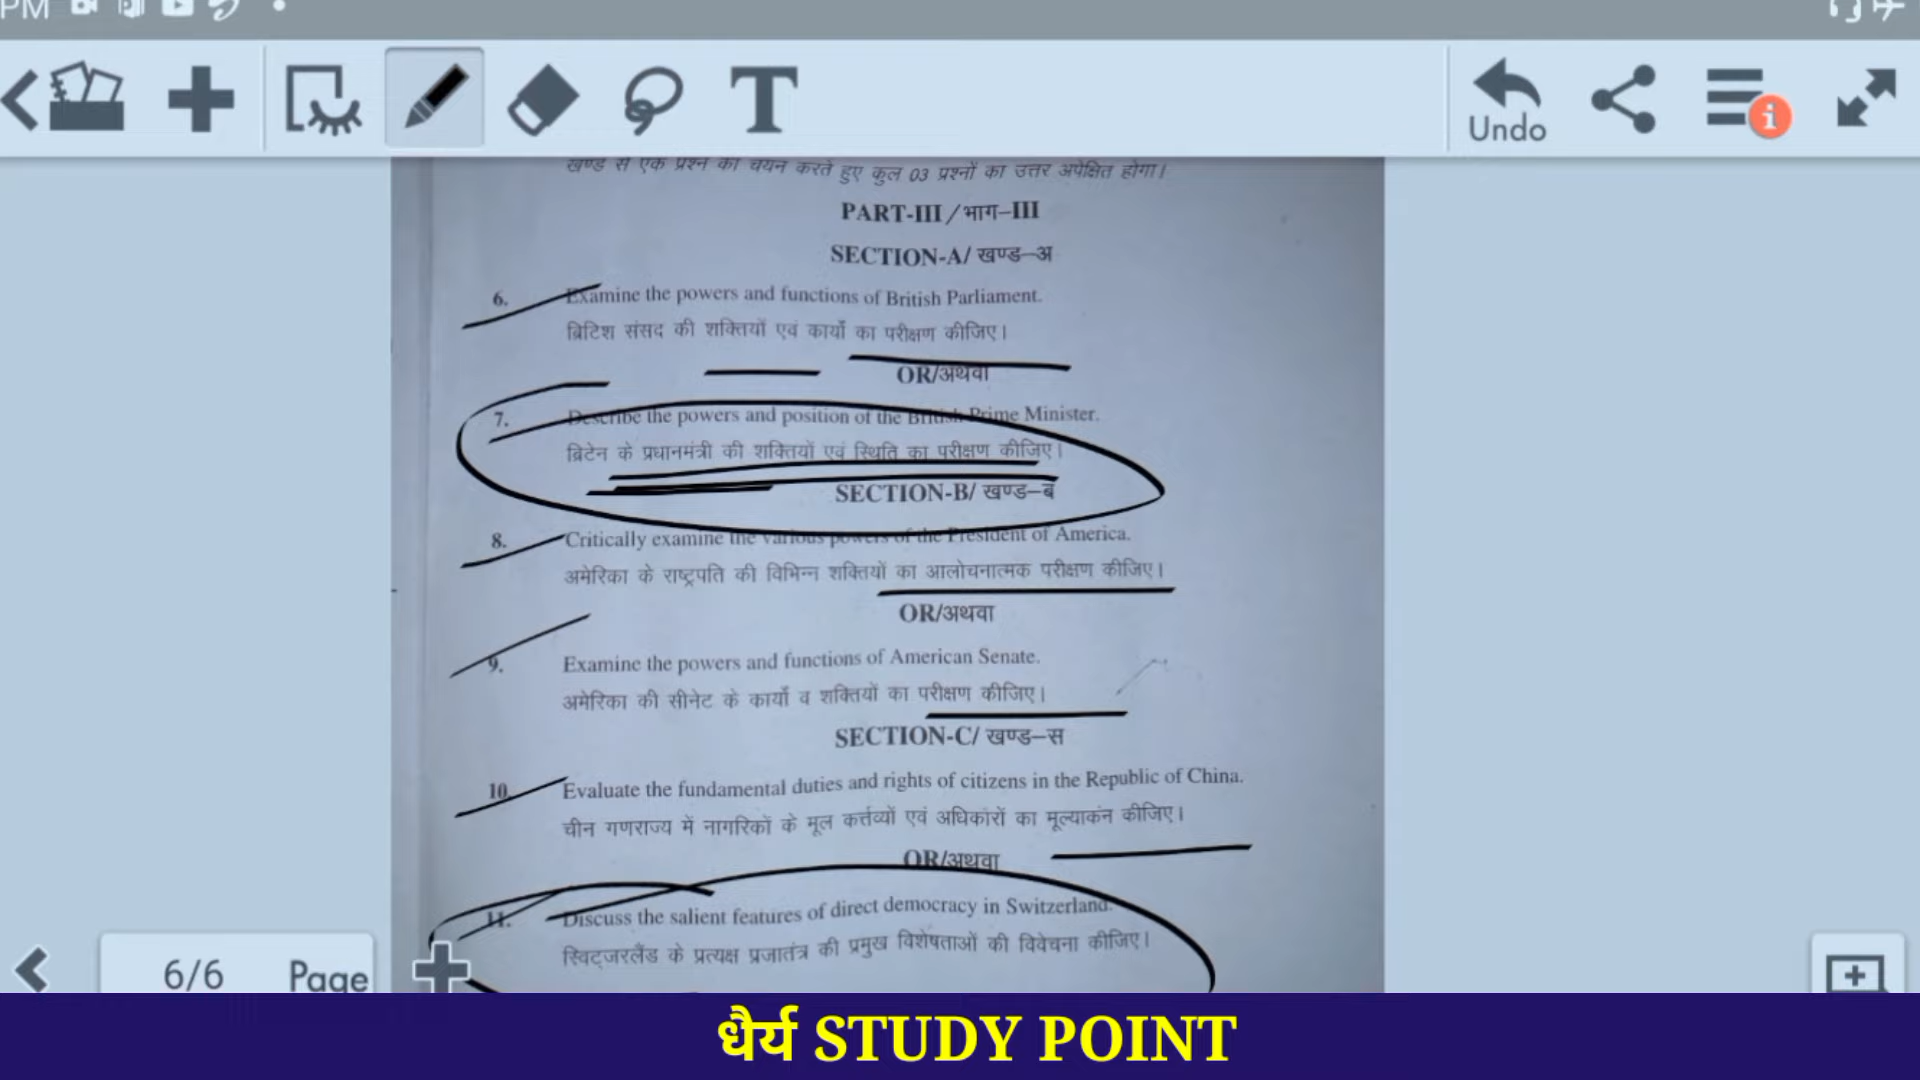 PM
Undo
खण्ड से एक प्रश्न का चयन करते हुए कुल 03 प्रश्नों का उत्तर अपेक्षित होगा।
PART-III / भाग–III
SECTION-A/ खण्ड–अ
6. Examine the powers and functions of British Parliament.
ब्रिटिश संसद की शक्तियों एवं कार्यों का परीक्षण कीजिए।
OR/अथवा
7. Describe the powers and position of the British Prime Minister.
ब्रिटेन के प्रधानमंत्री की शक्तियों एवं स्थिति का परीक्षण कीजिए।
SECTION-B/ खण्ड–ब
8. Critically examine the various powers of the President of America.
अमेरिका के राष्ट्रपति की विभिन्न शक्तियों का आलोचनात्मक परीक्षण कीजिए।
OR/अथवा
9. Examine the powers and functions of American Senate.
अमेरिका की सीनेट के कार्यों व शक्तियों का परीक्षण कीजिए।
SECTION-C/ खण्ड–स
10. Evaluate the fundamental duties and rights of citizens in the Republic of China.
चीन गणराज्य में नागरिकों के मूल कर्त्तव्यों एवं अधिकारों का मूल्याकंन कीजिए।
OR/अथवा
11. Discuss the salient features of direct democracy in Switzerland.
स्विट्जरलैंड के प्रत्यक्ष प्रजातंत्र की प्रमुख विशेषताओं की विवेचना कीजिए।
6/6 Page
धैर्य STUDY POINT